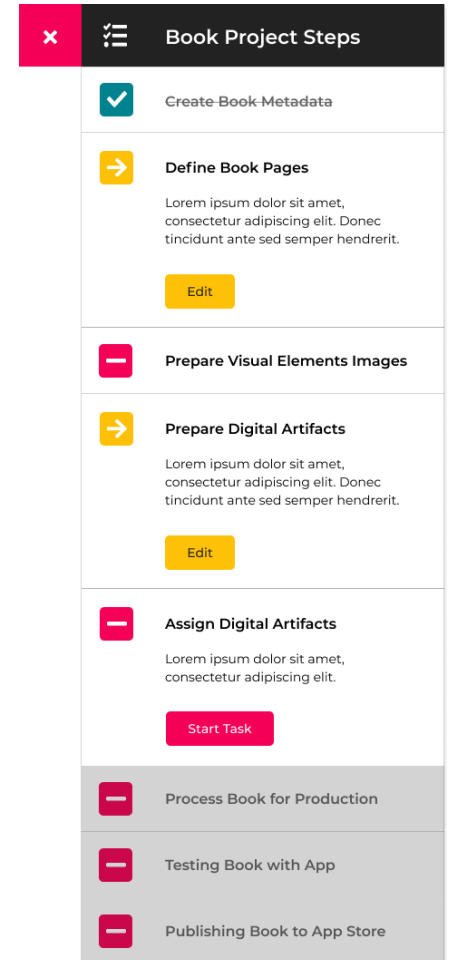 Book Project Steps
Create Book Metadata
Define Book Pages
Lorem ipsum dolor sit amet,
consectetur adipiscing elit. Donec
tincidunt ante sed semper hendrerit.
Edit
Prepare Visual Elements Images
Prepare Digital Artifacts
Lorem ipsum dolor sit amet,
consectetur adipiscing elit. Donec
tincidunt ante sed semper hendrerit.
Edit
Assign Digital Artifacts
Lorem ipsum dolor sit amet,
consectetur adipiscing elit.
Start Task
Process Book for Production
Testing Book with App
Publishing Book to App Store